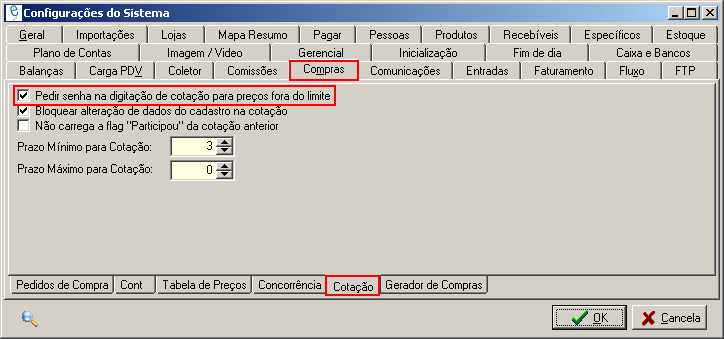 Configurações do Sistema
Geral Importações Lojas Mapa Resumo Pagar Pessoas Produtos Recebíveis Específicos Estoque
Plano de Contas Imagem / Video Gerencial Inicialização Fim de dia Caixa e Bancos
Balanças Carga PDV Coletor Comissões Compras Comunicações Entradas Faturamento Fluxo FTP
Pedir senha na digitação de cotação para preços fora do limite
Bloquear alteração de dados do cadastro na cotação
Não carrega a flag "Participou" da cotação anterior
Prazo Mínimo para Cotação: 3
Prazo Máximo para Cotação: 0
Pedidos de Compra Cont Tabela de Preços Concorrência Cotação Gerador de Compras
OK Cancela